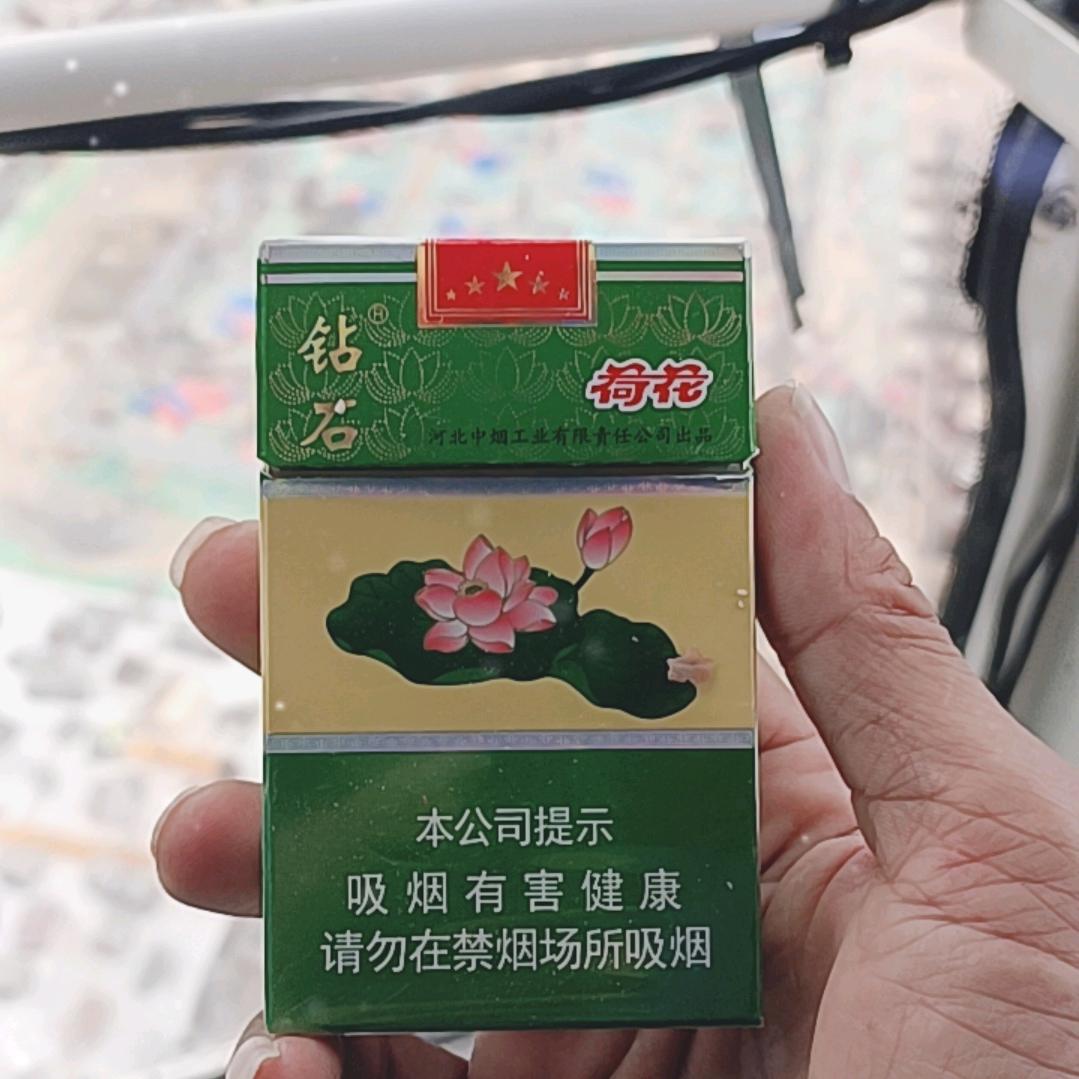 钻石®
荷花
河北中烟工业有限责任公司出品
本公司提示
吸烟有害健康
请勿在禁烟场所吸烟